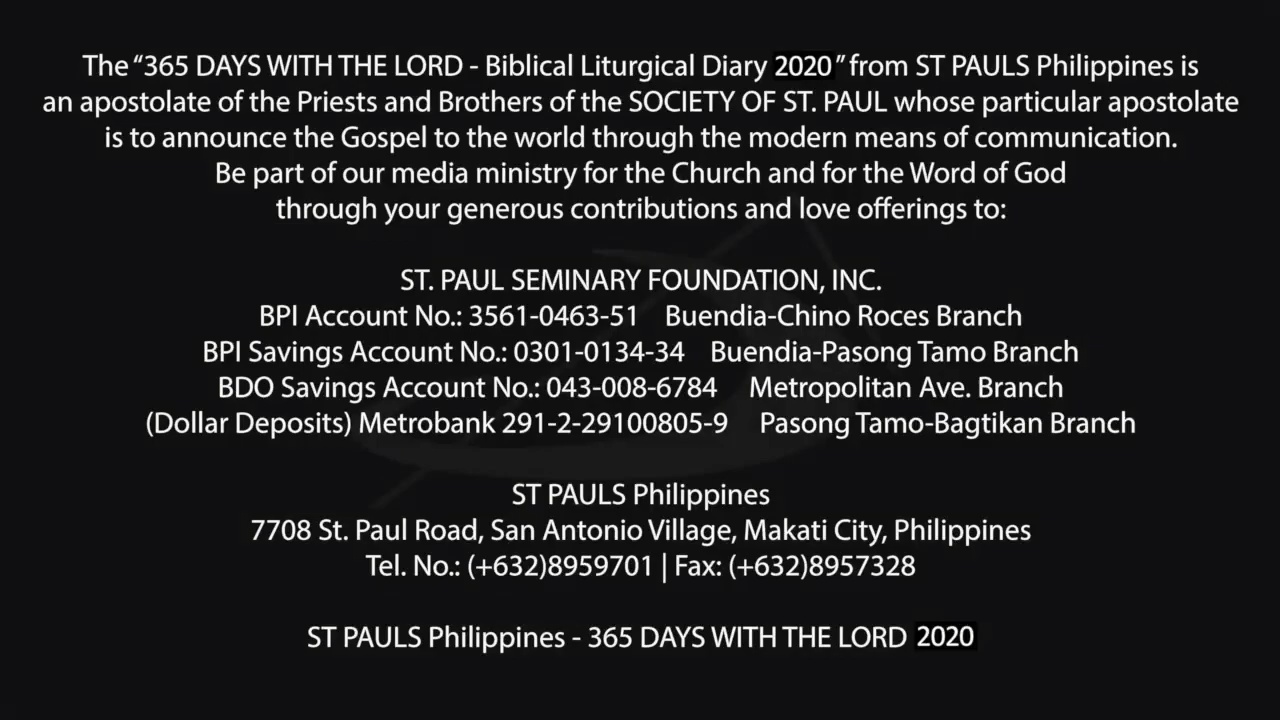 The “365 DAYS WITH THE LORD - Biblical Liturgical Diary 2020” from ST PAULS Philippines is
an apostolate of the Priests and Brothers of the SOCIETY OF ST. PAUL whose particular apostolate
is to announce the Gospel to the world through the modern means of communication.
Be part of our media ministry for the Church and for the Word of God
through your generous contributions and love offerings to:
ST. PAUL SEMINARY FOUNDATION, INC.
BPI Account No.: 3561-0463-51 Buendia-Chino Roces Branch
BPI Savings Account No.: 0301-0134-34 Buendia-Pasong Tamo Branch
BDO Savings Account No.: 043-008-6784 Metropolitan Ave. Branch
(Dollar Deposits) Metrobank 291-2-29100805-9 Pasong Tamo-Bagtikan Branch
ST PAULS Philippines
7708 St. Paul Road, San Antonio Village, Makati City, Philippines
Tel. No.: (+632)8959701 | Fax: (+632)8957328
ST PAULS Philippines - 365 DAYS WITH THE LORD 2020